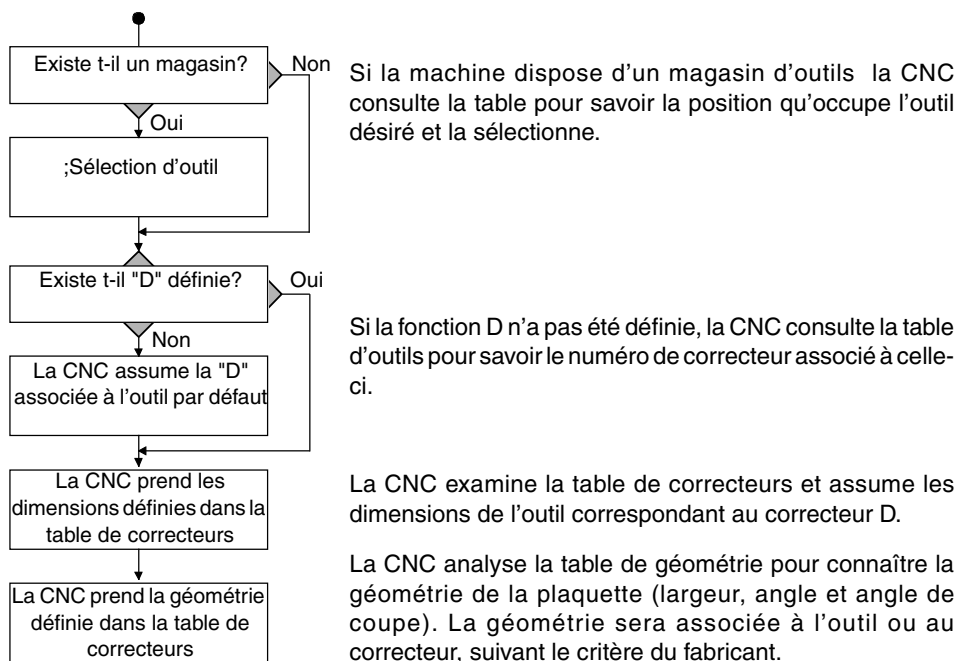 Existe t-il un magasin?
Non
Oui
;Sélection d'outil
Si la machine dispose d'un magasin d'outils la CNC
consulte la table pour savoir la position qu'occupe l'outil
désiré et la sélectionne.
Existe t-il "D" définie?
Oui
Non
La CNC assume la "D"
associée à l'outil par défaut
Si la fonction D n'a pas été définie, la CNC consulte la table
d'outils pour savoir le numéro de correcteur associé à celle-
ci.
La CNC prend les
dimensions définies dans la
table de correcteurs
La CNC examine la table de correcteurs et assume les
dimensions de l'outil correspondant au correcteur D.
La CNC prend la géométrie
définie dans la table de
correcteurs
La CNC analyse la table de géométrie pour connaître la
géométrie de la plaquette (largeur, angle et angle de
coupe). La géométrie sera associée à l'outil ou au
correcteur, suivant le critère du fabricant.